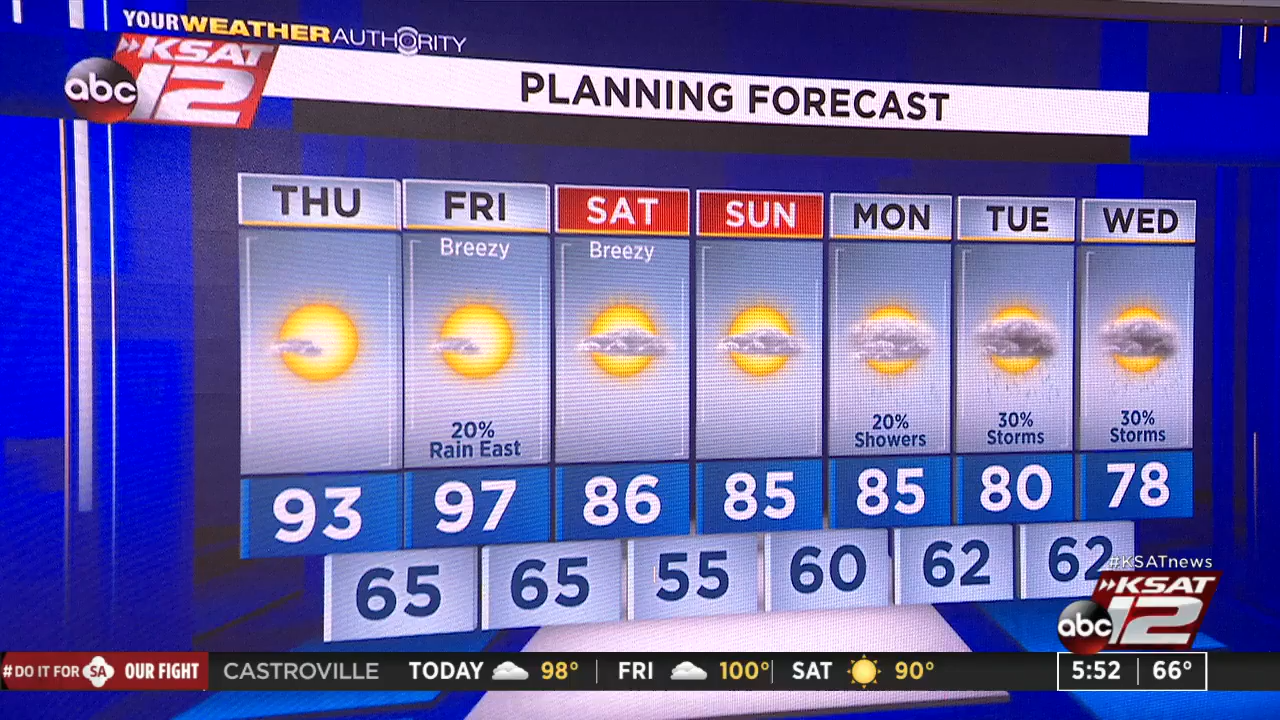 YOUR WEATHER AUTHORITY
KSAT
abc 12
PLANNING FORECAST
THU FRI SAT SUN MON TUE WED
Breezy Breezy
20% Rain East
20% Showers
30% Storms
30% Storms
93 97 86 85 85 80 78
65 65 55 60 62 62
#KSATnews
KSAT
abc 12
#DO IT FOR SA OUR FIGHT CASTROVILLE TODAY 98° FRI 100° SAT 90° 5:52 66°